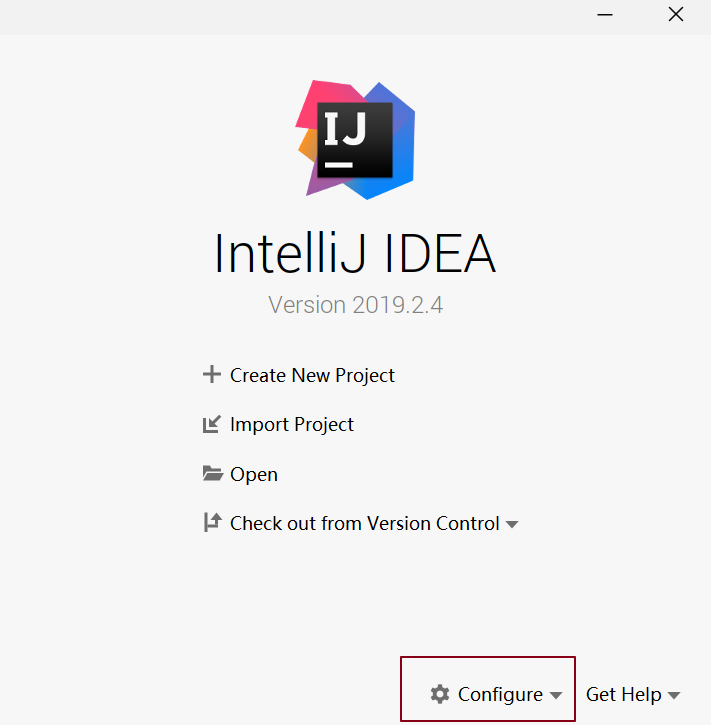 IJ
IntelliJ IDEA
Version 2019.2.4
Create New Project
Import Project
Open
Check out from Version Control
Configure
Get Help